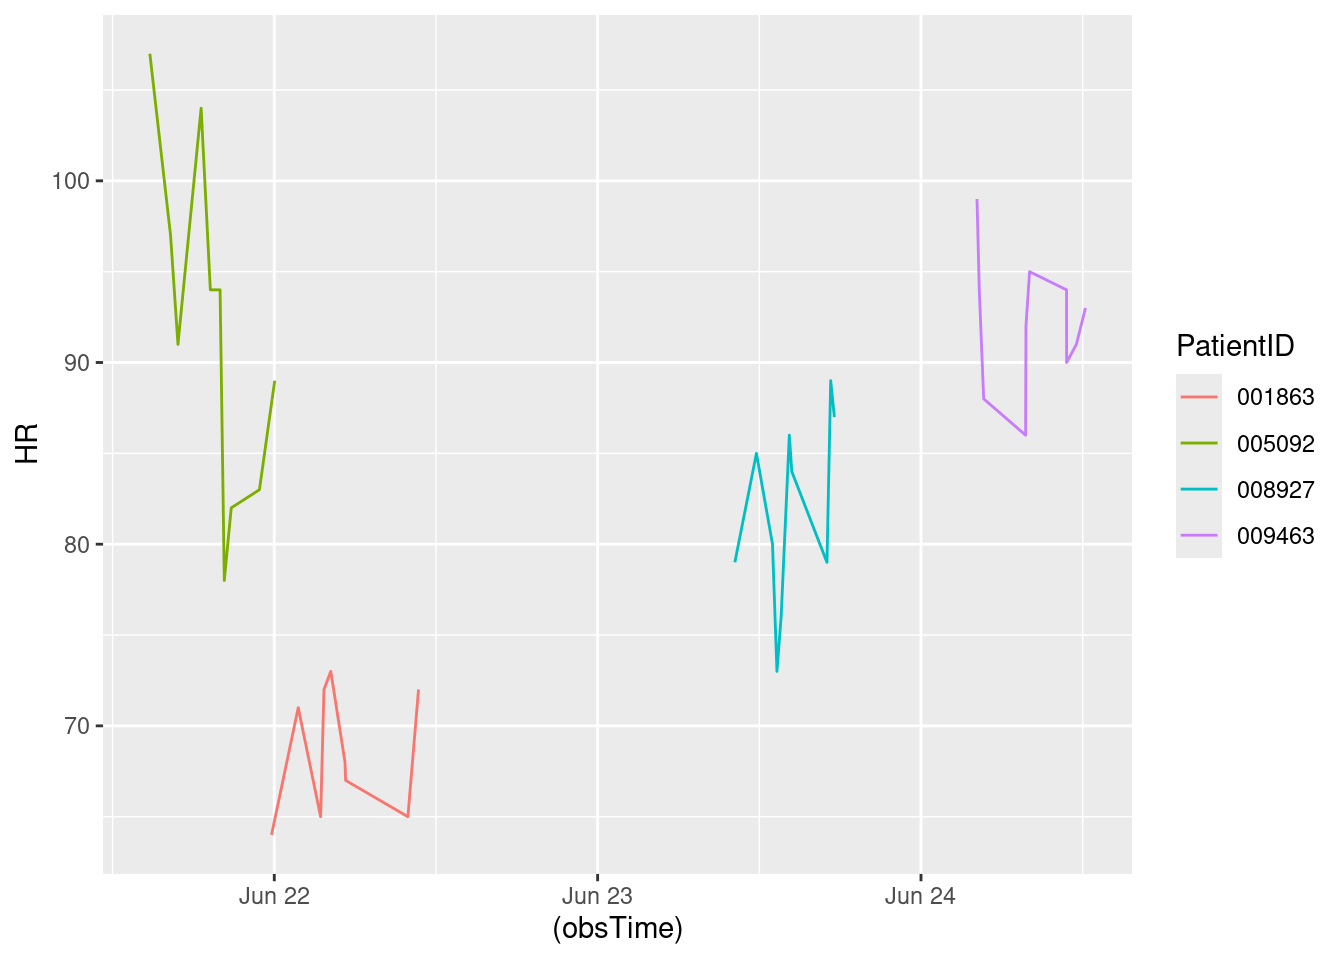 HR
100
90
80
70
Jun 22
Jun 23
Jun 24
(obsTime)
PatientID
001863
005092
008927
009463